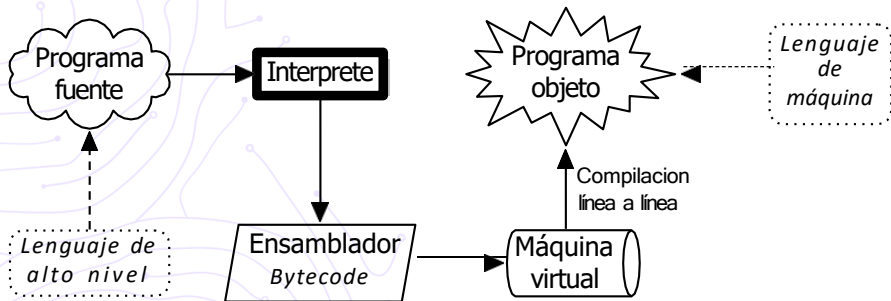 Programa
fuente
Interprete
Programa
objeto
Lenguaje
de
máquina
Compilacion
línea a línea
Lenguaje de
alto nivel
Ensamblador
Bytecode
Máquina
virtual